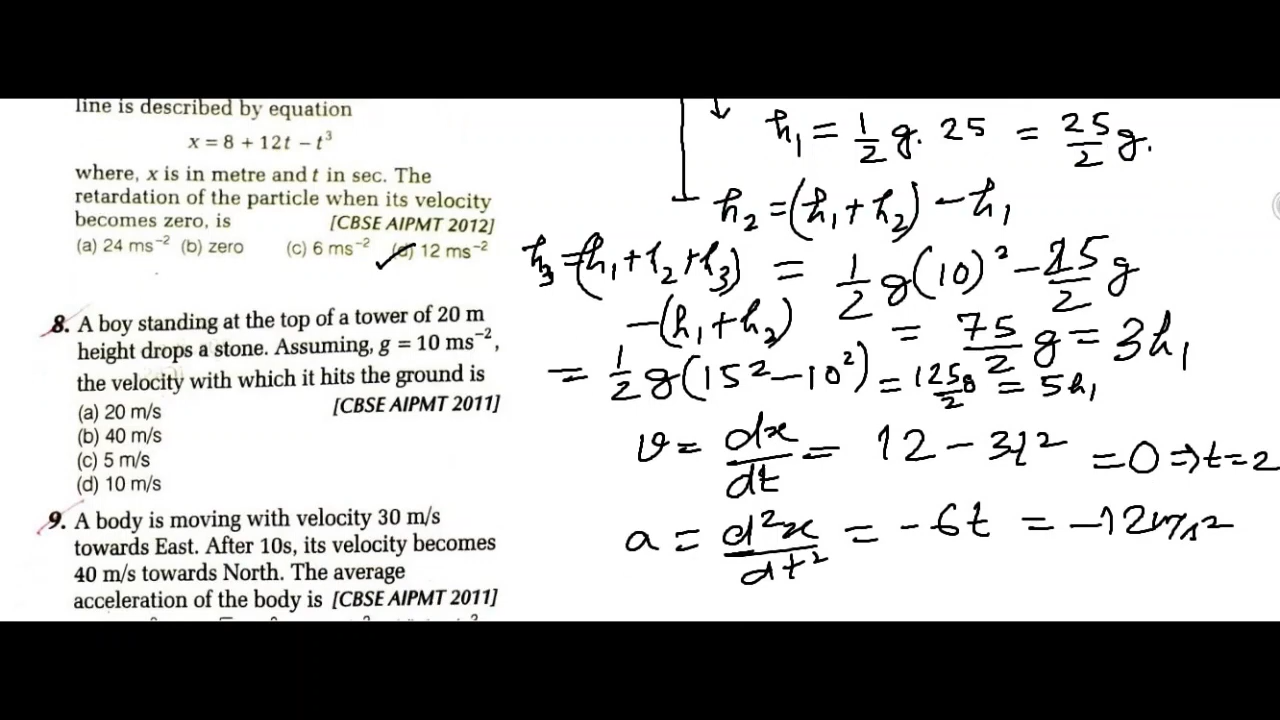 line is described by equation
x = 8 + 12t − t³
where, x is in metre and t in sec. The
retardation of the particle when its velocity
becomes zero, is [CBSE AIPMT 2012]
(a) 24 ms⁻² (b) zero (c) 6 ms⁻² (d) 12 ms⁻²
8. A boy standing at the top of a tower of 20 m
height drops a stone. Assuming, g = 10 ms⁻²,
the velocity with which it hits the ground is
[CBSE AIPMT 2011]
(a) 20 m/s
(b) 40 m/s
(c) 5 m/s
(d) 10 m/s
9. A body is moving with velocity 30 m/s
towards East. After 10s, its velocity becomes
40 m/s towards North. The average
acceleration of the body is [CBSE AIPMT 2011]
h₁ = 1/2 g. 25 = 25/2 g.
h₂ = (h₁ + h₂) − h₁
= 1/2 g(10)² − 25/2 g
= 75/2 g = 3h₁
h₃ = (h₁ + h₂ + h₃)
− (h₁ + h₂)
= 1/2 g(15² − 10²) = 125g/2 = 5h₁
v = dx/dt = 12 − 3t² = 0 ⇒ t = 2
a = d²x/dt² = −6t = −12 m/s²